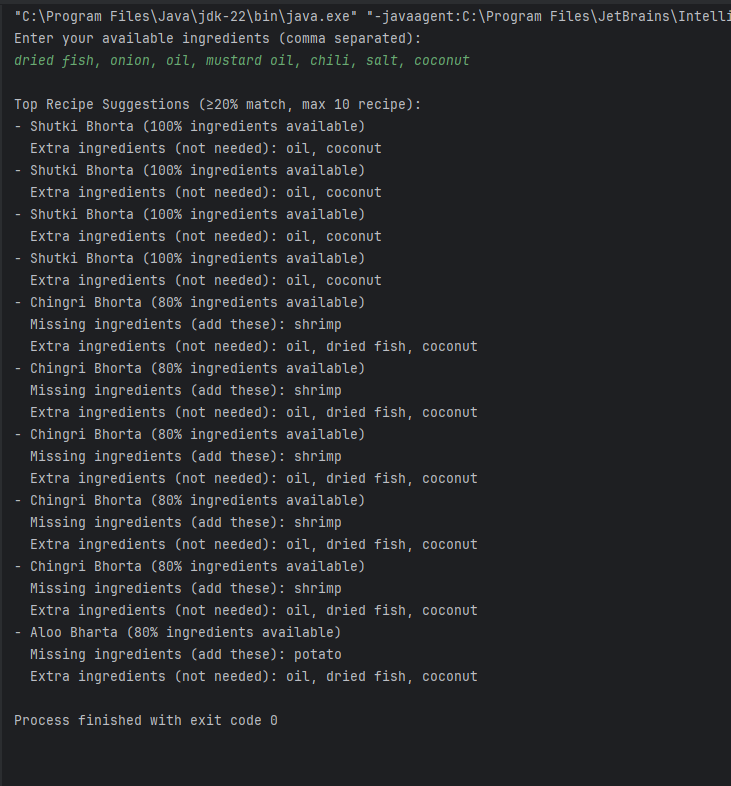 "C:\Program Files\Java\jdk-22\bin\java.exe" "-javaagent:C:\Program Files\JetBrains\Intelli
Enter your available ingredients (comma separated):
dried fish, onion, oil, mustard oil, chili, salt, coconut
Top Recipe Suggestions (≥20% match, max 10 recipe):
- Shutki Bhorta (100% ingredients available)
Extra ingredients (not needed): oil, coconut
- Shutki Bhorta (100% ingredients available)
Extra ingredients (not needed): oil, coconut
- Shutki Bhorta (100% ingredients available)
Extra ingredients (not needed): oil, coconut
- Shutki Bhorta (100% ingredients available)
Extra ingredients (not needed): oil, coconut
- Chingri Bhorta (80% ingredients available)
Missing ingredients (add these): shrimp
Extra ingredients (not needed): oil, dried fish, coconut
- Chingri Bhorta (80% ingredients available)
Missing ingredients (add these): shrimp
Extra ingredients (not needed): oil, dried fish, coconut
- Chingri Bhorta (80% ingredients available)
Missing ingredients (add these): shrimp
Extra ingredients (not needed): oil, dried fish, coconut
- Chingri Bhorta (80% ingredients available)
Missing ingredients (add these): shrimp
Extra ingredients (not needed): oil, dried fish, coconut
- Chingri Bhorta (80% ingredients available)
Missing ingredients (add these): shrimp
Extra ingredients (not needed): oil, dried fish, coconut
- Aloo Bharta (80% ingredients available)
Missing ingredients (add these): potato
Extra ingredients (not needed): oil, dried fish, coconut
Process finished with exit code 0